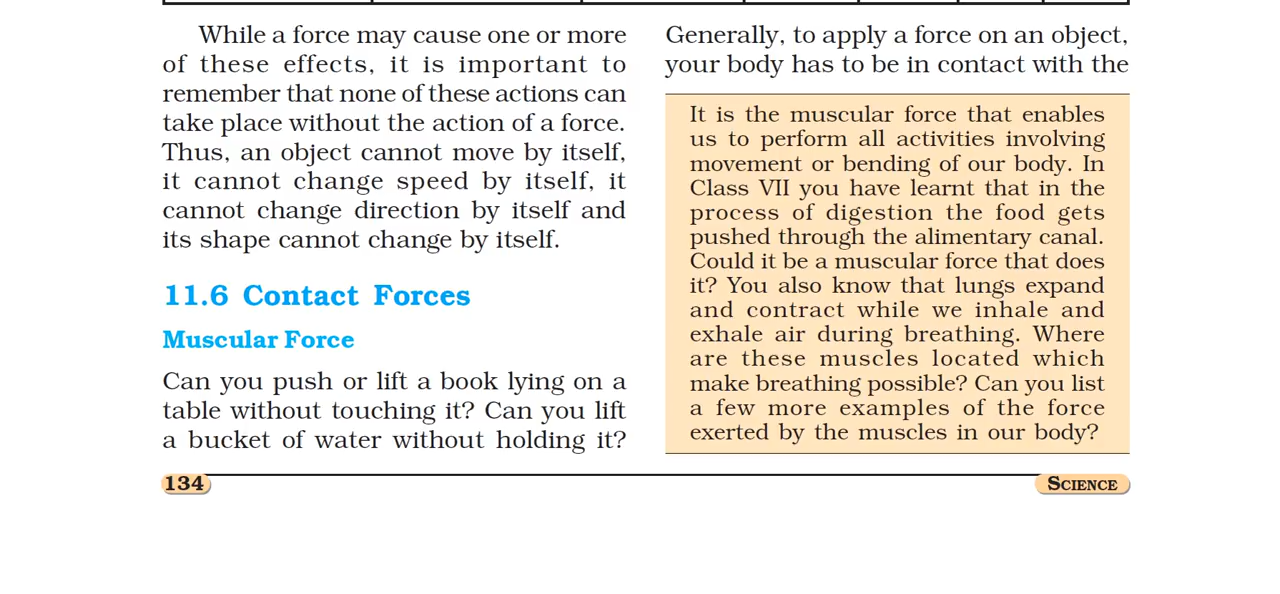 While a force may cause one or more
of these effects, it is important to
remember that none of these actions can
take place without the action of a force.
Thus, an object cannot move by itself,
it cannot change speed by itself, it
cannot change direction by itself and
its shape cannot change by itself.
11.6 Contact Forces
Muscular Force
Can you push or lift a book lying on a
table without touching it? Can you lift
a bucket of water without holding it?
Generally, to apply a force on an object,
your body has to be in contact with the
It is the muscular force that enables
us to perform all activities involving
movement or bending of our body. In
Class VII you have learnt that in the
process of digestion the food gets
pushed through the alimentary canal.
Could it be a muscular force that does
it? You also know that lungs expand
and contract while we inhale and
exhale air during breathing. Where
are these muscles located which
make breathing possible? Can you list
a few more examples of the force
exerted by the muscles in our body?
134
SCIENCE